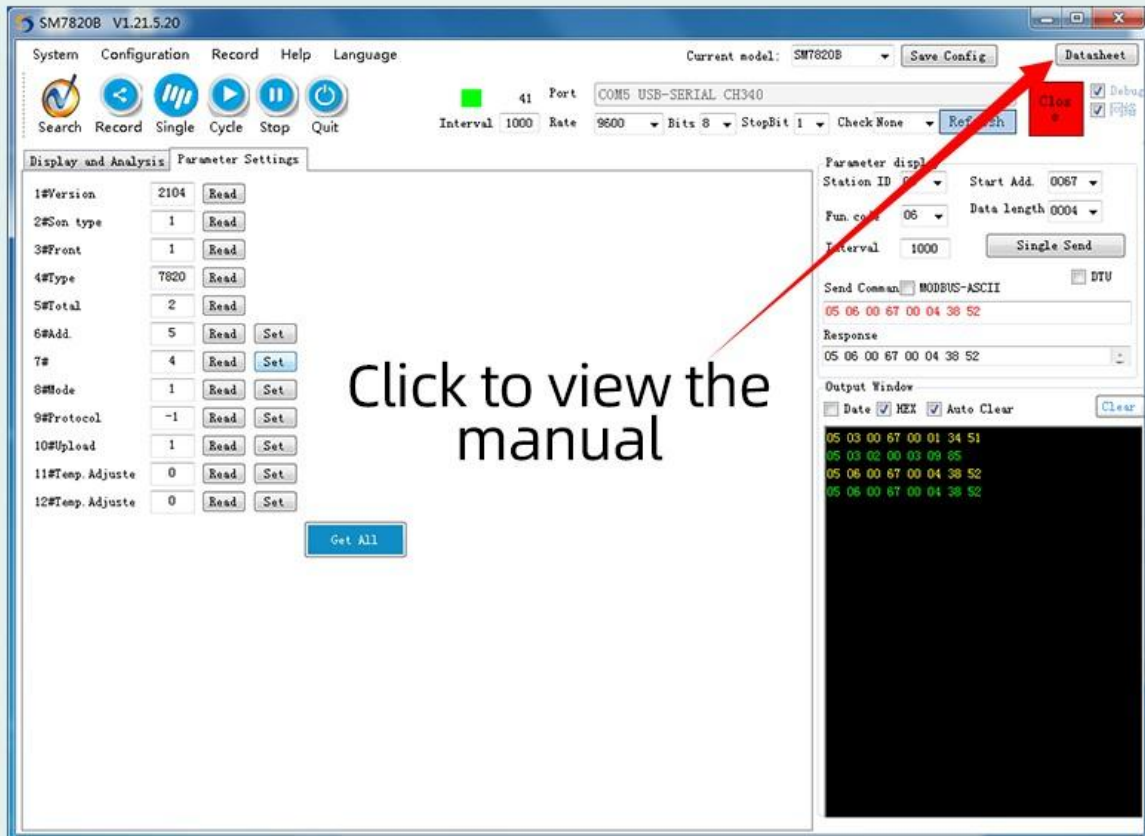 SM7820B V1.21.5.20
System Configuration Record Help Language
Current model: SM7820B Save Config Datasheet
Search Record Single Cycle Stop Quit
41 Port COM5 USB-SERIAL CH340
Interval 1000 Rate 9600 Bits 8 StopBit 1 Check None
Close
Debug
Display and Analysis Parameter Settings
1#Version 2104 Read
2#Son type 1 Read
3#Front 1 Read
4#Type 7820 Read
5#Total 2 Read
6#Add. 5 Read Set
7# 4 Read Set
8#Mode 1 Read Set
9#Protocol -1 Read Set
10#Upload 1 Read Set
11#Temp. Adjuste 0 Read Set
12#Temp. Adjuste 0 Read Set
Get All
Click to view the
manual
Parameter display
Station ID Start Add. 0067
Fun. code 06 Data length 0004
Interval 1000 Single Send
DTU
Send Comman MODBUS-ASCII
05 06 00 67 00 04 38 52
Response
05 06 00 67 00 04 38 52
Output Window
Date HEX Auto Clear Clear
05 03 00 67 00 01 34 51
05 03 02 00 03 09 85
05 06 00 67 00 04 38 52
05 06 00 67 00 04 38 52